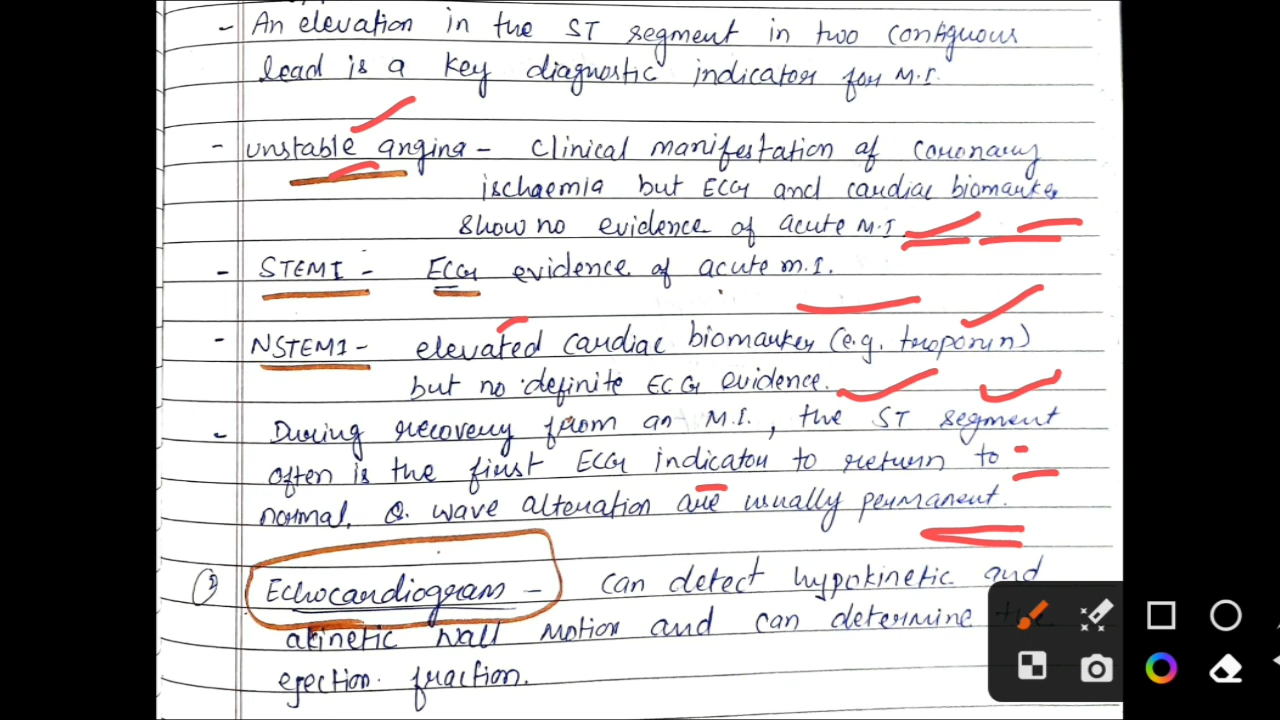 - An elevation in the ST segment in two contiguous
lead is a key diagnostic indicator for M.I.
- unstable angina - clinical manifestation of coronary
ischaemia but ECG and cardiac biomarker
show no evidence of acute M.I
- STEMI - ECG evidence of acute m.I.
- NSTEMI - elevated cardiac biomarker (e.g. troponin)
but no definite ECG evidence.
- During recovery from an M.I., the ST segment
often is the first ECG indicator to return to
normal. Q. wave alteration are usually permanent.
③ Echocardiogram - can detect hypokinetic and
akinetic wall motion and can determine the
ejection fraction.